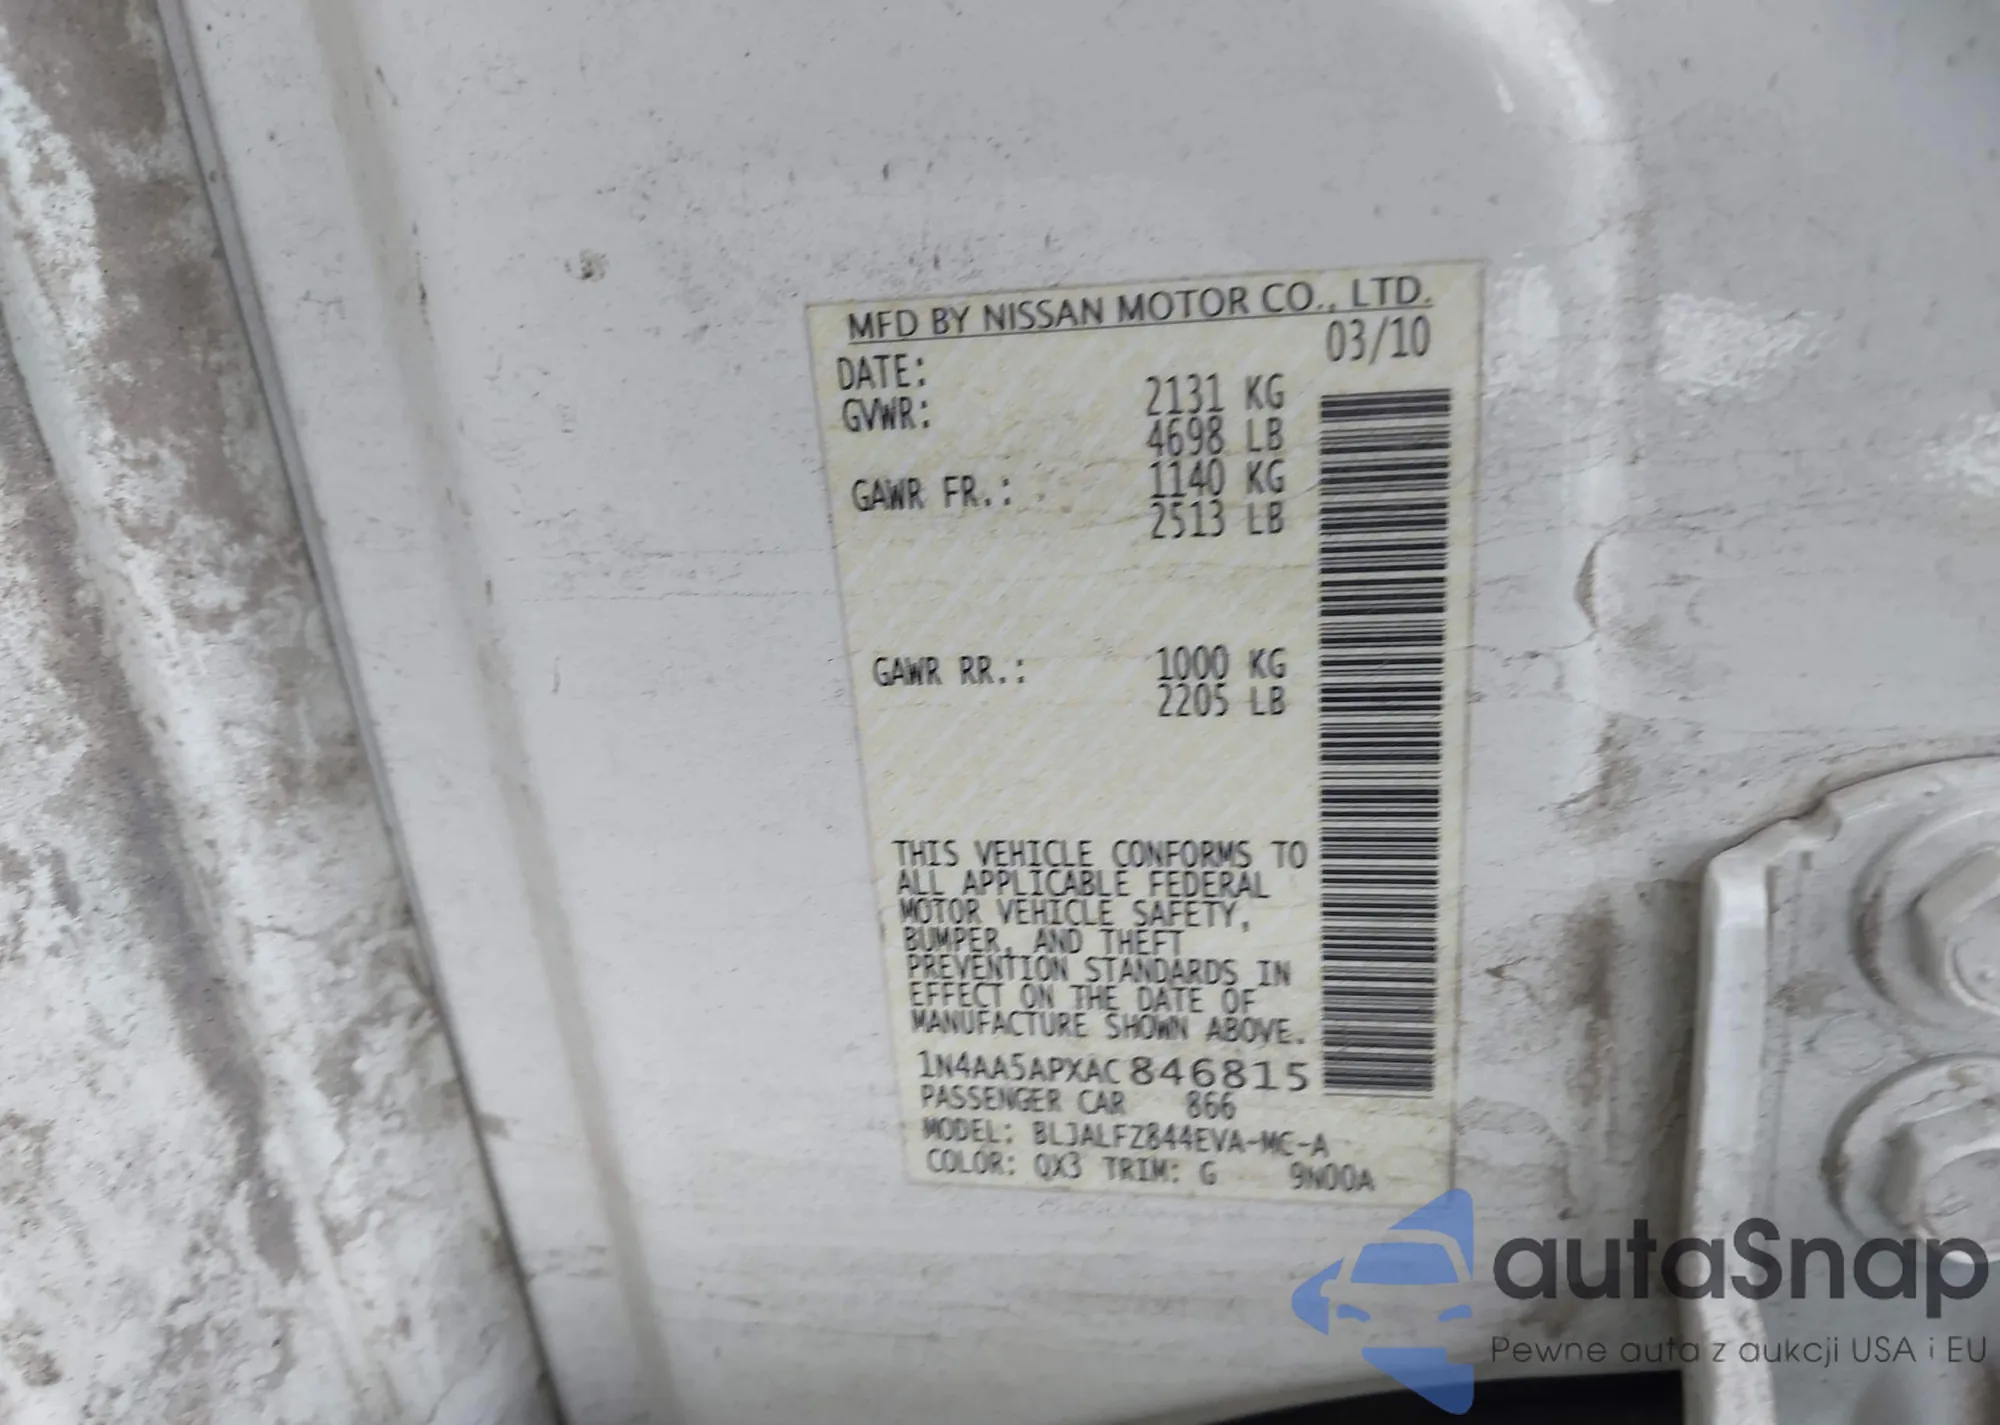 MFD BY NISSAN MOTOR CO., LTD.
DATE: 03/10
GVWR: 2131 KG
4698 LB
GAWR FR.: 1140 KG
2513 LB
GAWR RR.: 1000 KG
2205 LB
THIS VEHICLE CONFORMS TO
ALL APPLICABLE FEDERAL
MOTOR VEHICLE SAFETY,
BUMPER, AND THEFT
PREVENTION STANDARDS IN
EFFECT ON THE DATE OF
MANUFACTURE SHOWN ABOVE.
1N4AA5APXAC846815
PASSENGER CAR 866
MODEL: BLJALFZ844EVA-MC-A
COLOR: QX3 TRIM: G 9N00A
autaSnap
Pewne auta z aukcji USA i EU